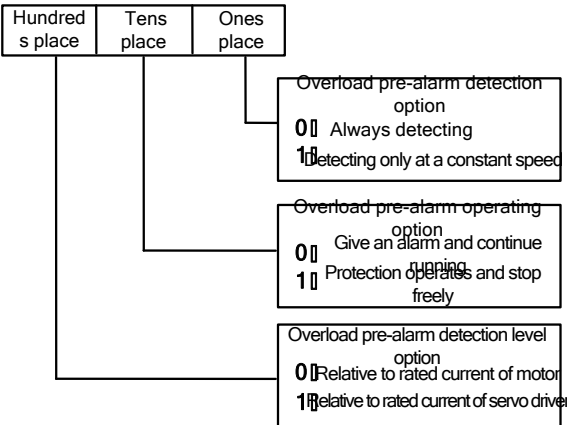 Hundred
s place
Tens
place
Ones
place
Overload pre-alarm detection
option
0▯ Always detecting
1▯ Detecting only at a constant speed
Overload pre-alarm operating
option
0▯ Give an alarm and continue
running
1▯ Protection operates and stop
freely
Overload pre-alarm detection level
option
0▯ Relative to rated current of motor
1▯ Relative to rated current of servo driver